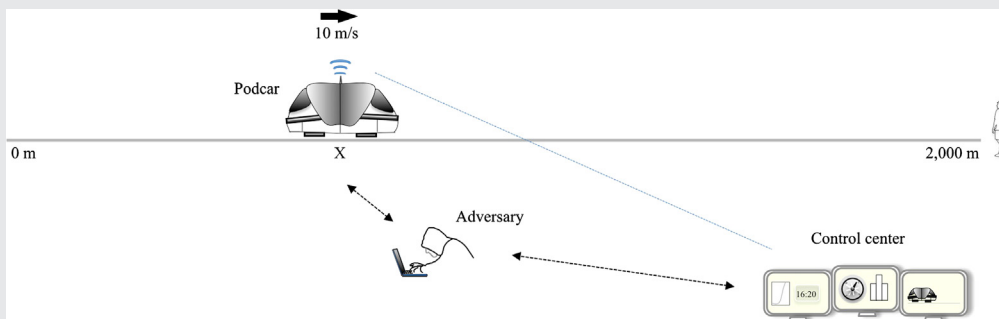 10 m/s
Podcar
0 m
X
2,000 m
Adversary
Control center
16:20